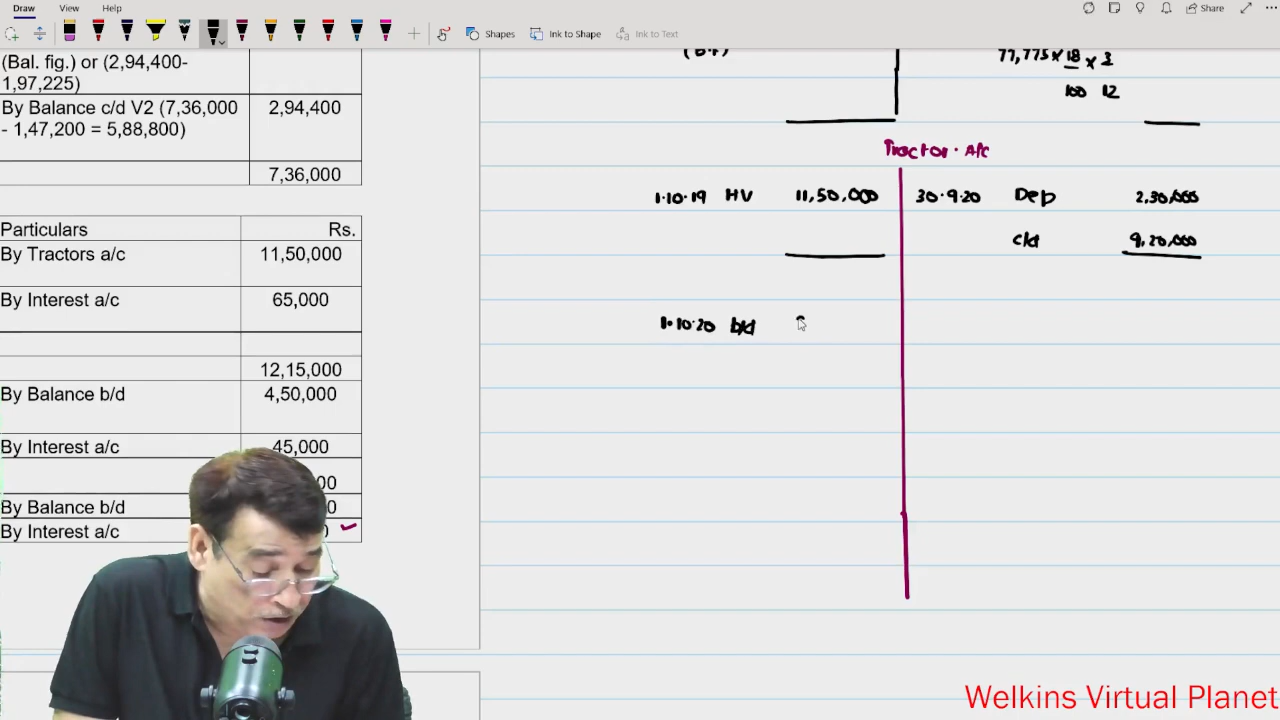 Draw View Help
Share
Shapes Ink to Shape Ink to Text
(Bal. fig.) or (2,94,400-
1,97,225)
By Balance c/d V2 (7,36,000 2,94,400
- 1,47,200 = 5,88,800)
7,36,000
Particulars Rs.
By Tractors a/c 11,50,000
By Interest a/c 65,000
12,15,000
By Balance b/d 4,50,000
By Interest a/c 45,000
00
By Balance b/d 0
By Interest a/c
(B.f)
77,775 × 18 × 3
100 12
Tractor. A/c
1.10.19 HV 11,50,000 30.9.20 Dep 2,30,000
c/d 9,20,000
1.10.20 b/d
Welkins Virtual Planet